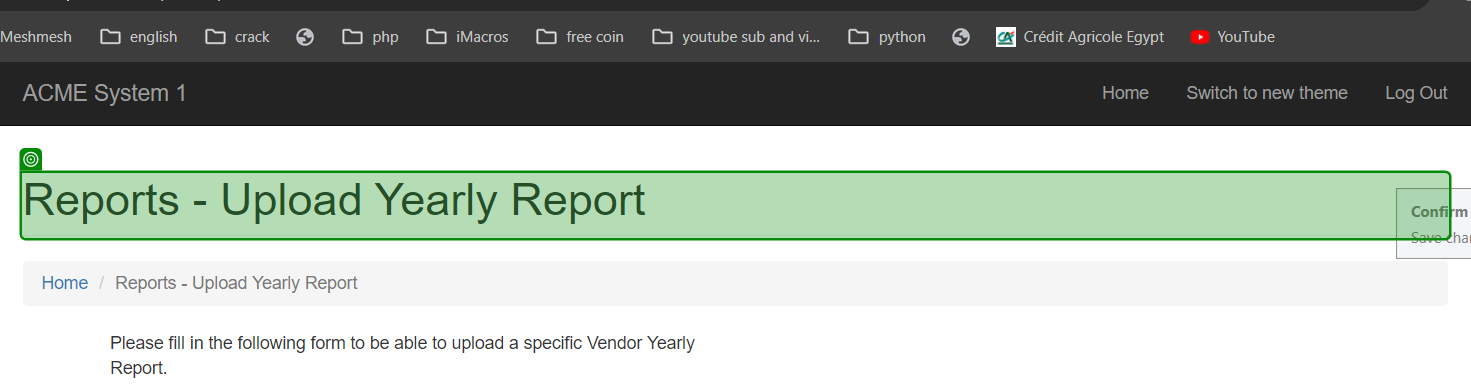 Meshmesh english crack php iMacros free coin youtube sub and vi... python Crédit Agricole Egypt YouTube
ACME System 1 Home Switch to new theme Log Out
Reports - Upload Yearly Report
Confirm
Save chan
Home / Reports - Upload Yearly Report
Please fill in the following form to be able to upload a specific Vendor Yearly
Report.